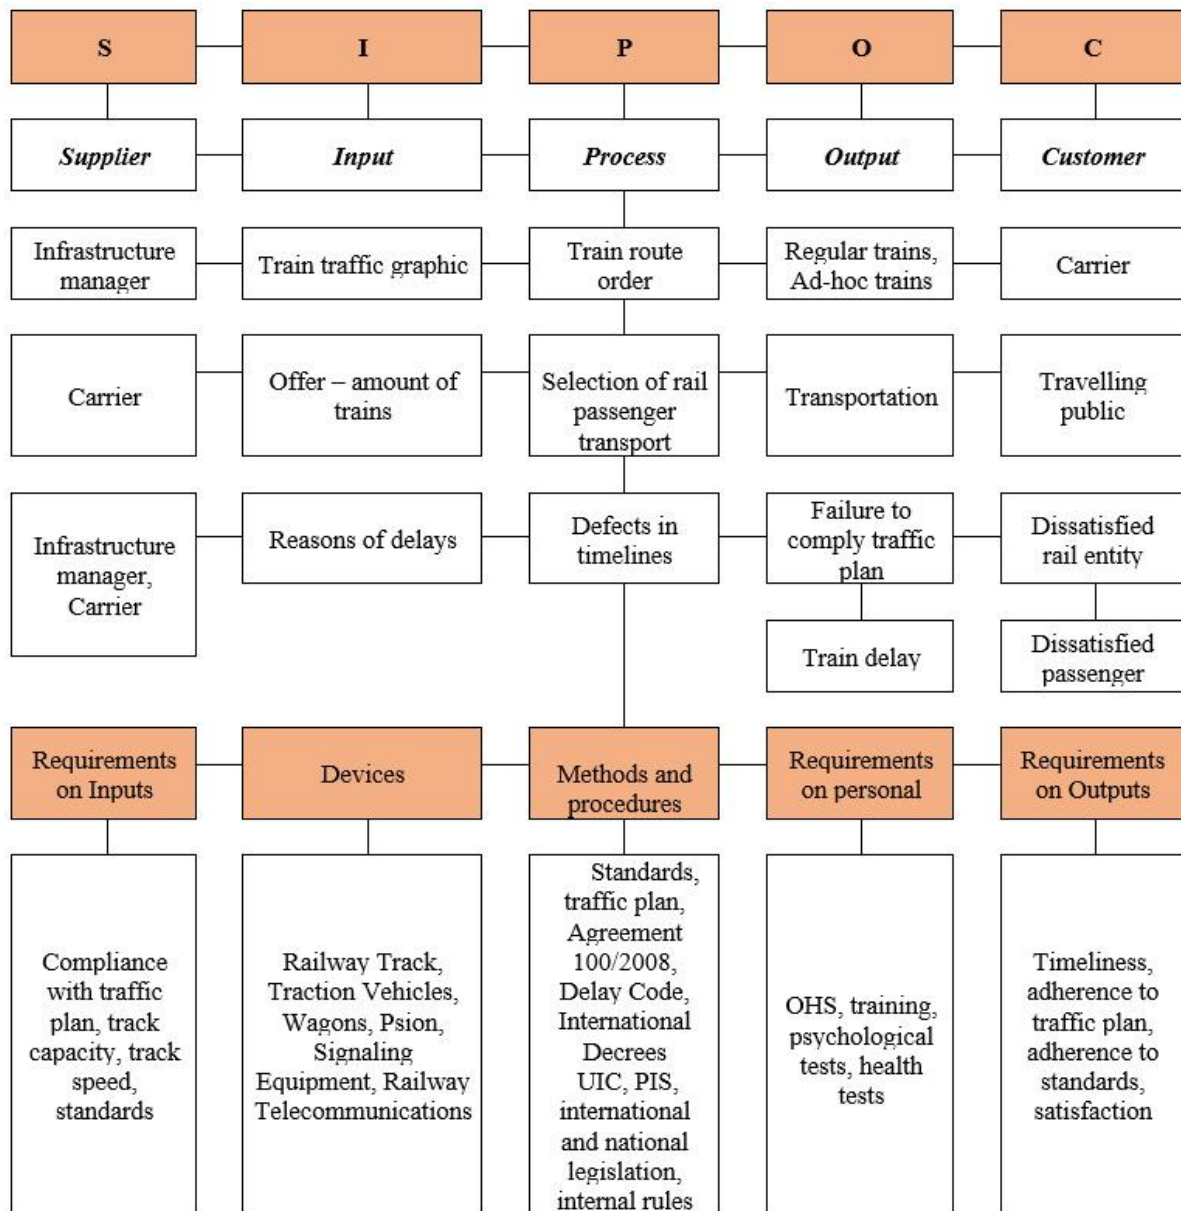 S
I
P
O
C
Supplier
Input
Process
Output
Customer
Infrastructure
manager
Train traffic graphic
Train route
order
Regular trains,
Ad-hoc trains
Carrier
Carrier
Offer – amount of
trains
Selection of rail
passenger
transport
Transportation
Travelling
public
Infrastructure
manager,
Carrier
Reasons of delays
Defects in
timelines
Failure to
comply traffic
plan
Dissatisfied
rail entity
Train delay
Dissatisfied
passenger
Requirements
on Inputs
Devices
Methods and
procedures
Requirements
on personal
Requirements
on Outputs
Compliance
with traffic
plan, track
capacity, track
speed,
standards
Railway Track,
Traction Vehicles,
Wagons, Psion,
Signaling
Equipment, Railway
Telecommunications
Standards,
traffic plan,
Agreement
100/2008,
Delay Code,
International
Decrees
UIC, PIS,
international
and national
legislation,
internal rules
OHS, training,
psychological
tests, health
tests
Timeliness,
adherence to
traffic plan,
adherence to
standards,
satisfaction